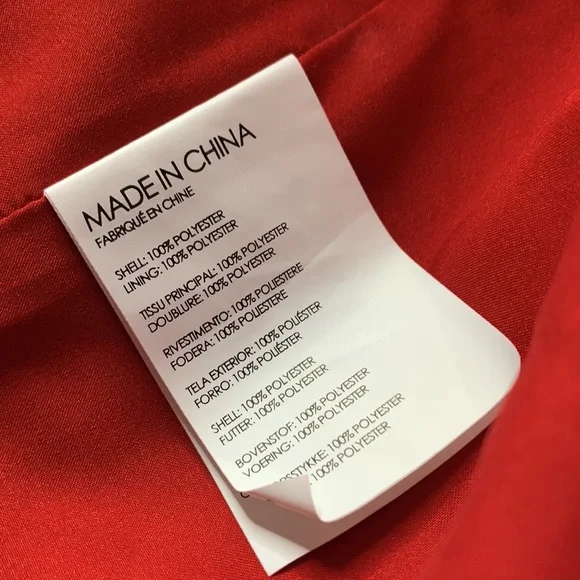 MADE IN CHINA
FABRIQUÉ EN CHINE
SHELL: 100% POLYESTER
LINING: 100% POLYESTER
TISSU PRINCIPAL: 100% POLYESTER
DOUBLURE: 100% POLYESTER
RIVESTIMENTO: 100% POLIESTERE
FODERA: 100% POLIESTERE
TELA EXTERIOR: 100% POLIÉSTER
FORRO: 100% POLIÉSTER
SHELL: 100% POLYESTER
FUTTER: 100% POLYESTER
BOVENSTOF: 100% POLYESTER
VOERING: 100% POLYESTER
100% POLYESTER
100% POLYESTER